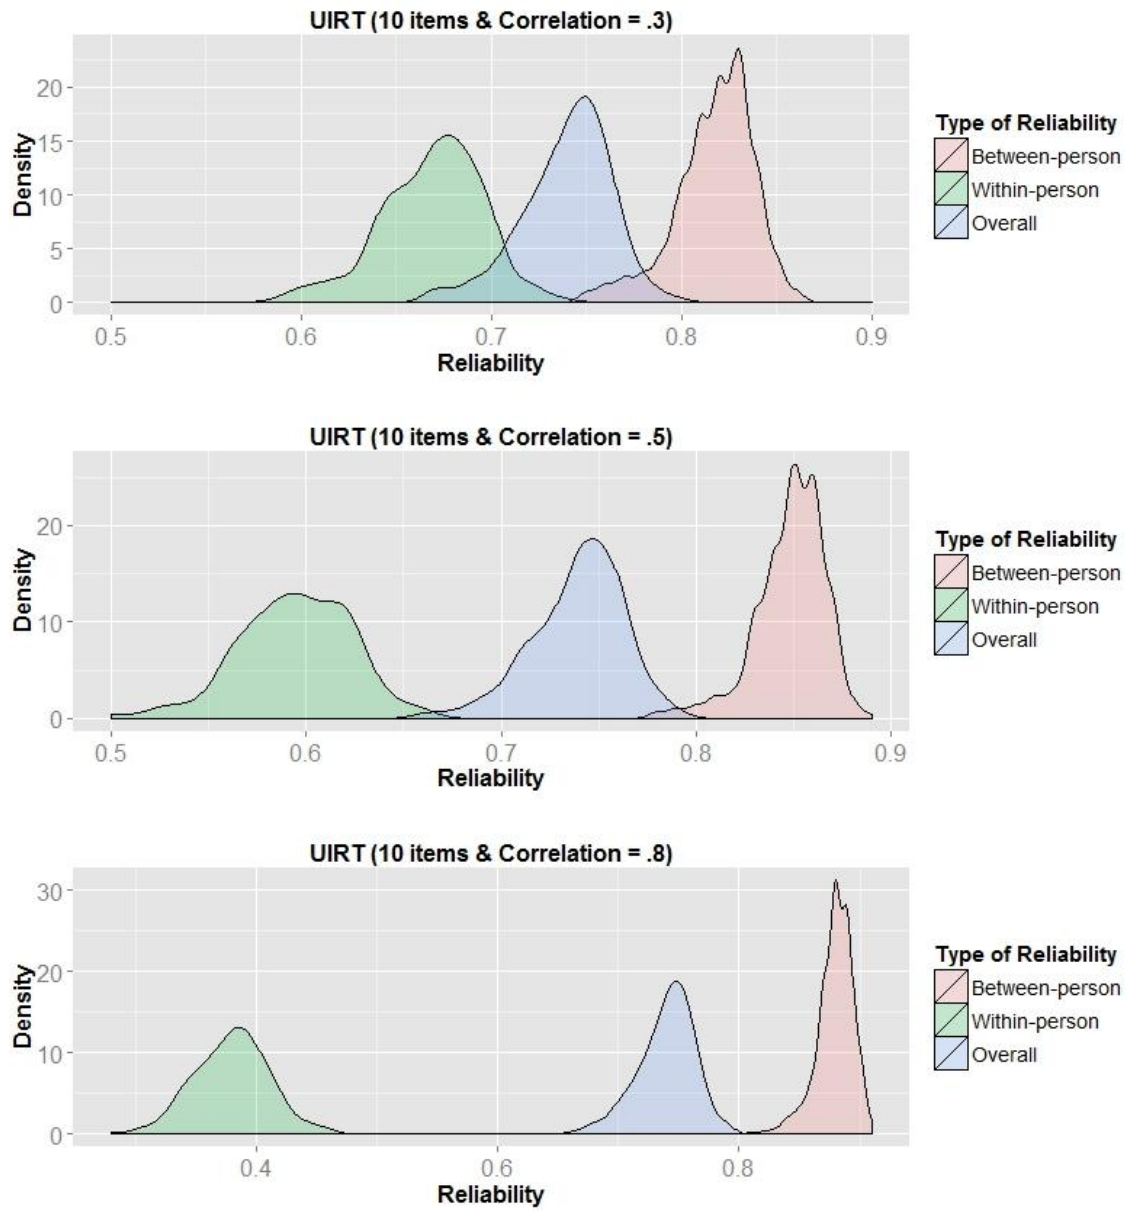 UIRT (10 items & Correlation = .3)
20
15
10
5
0
Density
0.5 0.6 0.7 0.8 0.9
Reliability
Type of Reliability
Between-person
Within-person
Overall
UIRT (10 items & Correlation = .5)
20
10
0
Density
0.5 0.6 0.7 0.8 0.9
Reliability
Type of Reliability
Between-person
Within-person
Overall
UIRT (10 items & Correlation = .8)
30
20
10
0
Density
0.4 0.6 0.8
Reliability
Type of Reliability
Between-person
Within-person
Overall